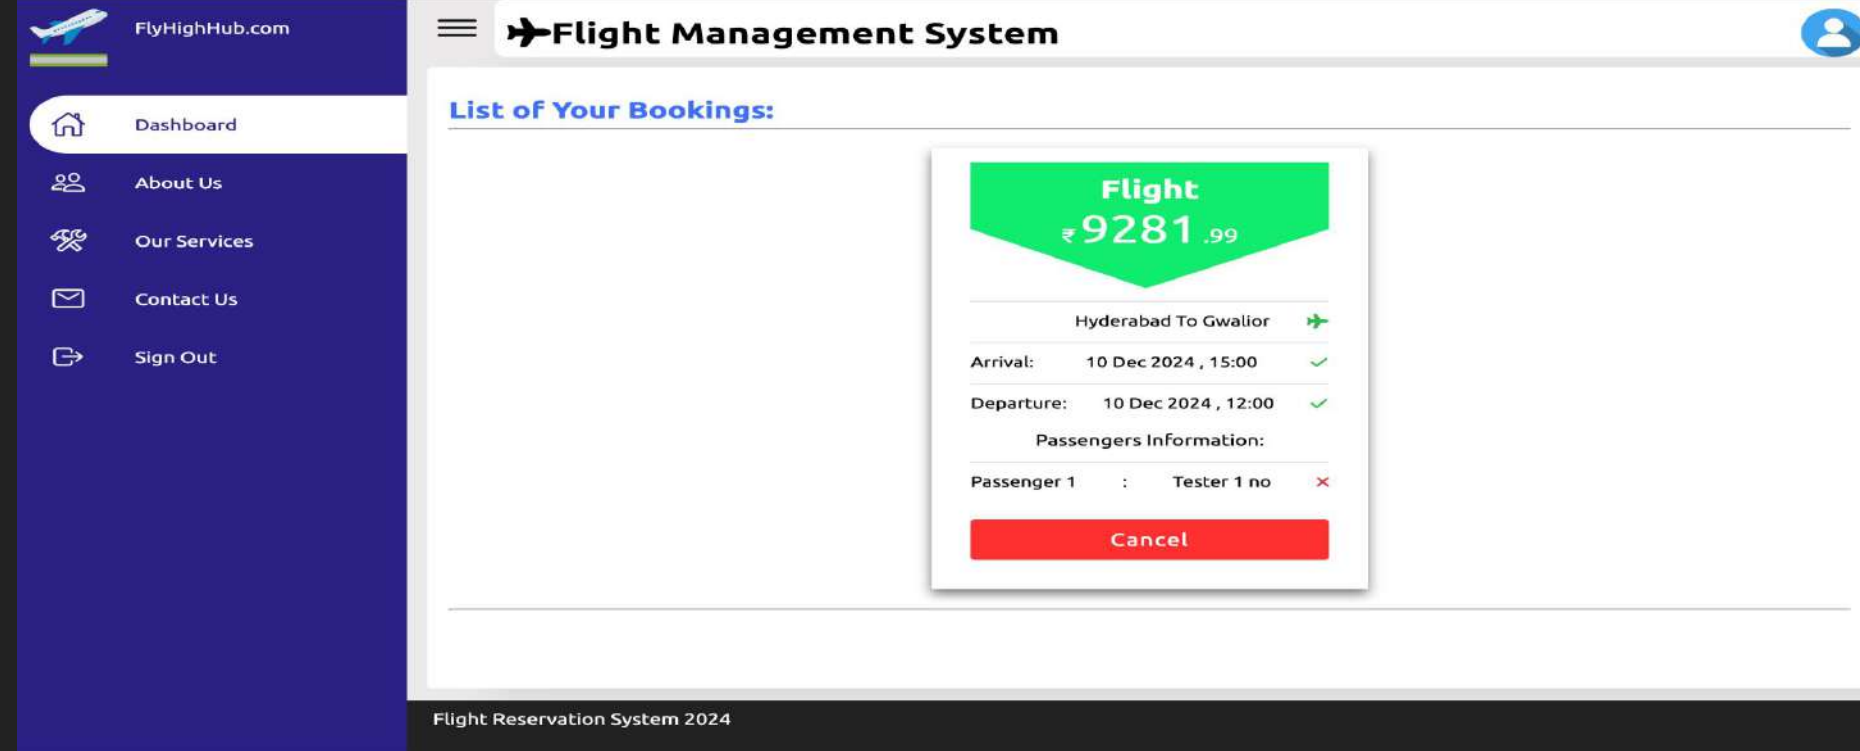 FlyHighHub.com
Dashboard
About Us
Our Services
Contact Us
Sign Out
Flight Management System
List of Your Bookings:
Flight
₹9281.99
Hyderabad To Gwalior
Arrival: 10 Dec 2024 , 15:00
Departure: 10 Dec 2024 , 12:00
Passengers Information:
Passenger 1 : Tester 1 no
Cancel
Flight Reservation System 2024